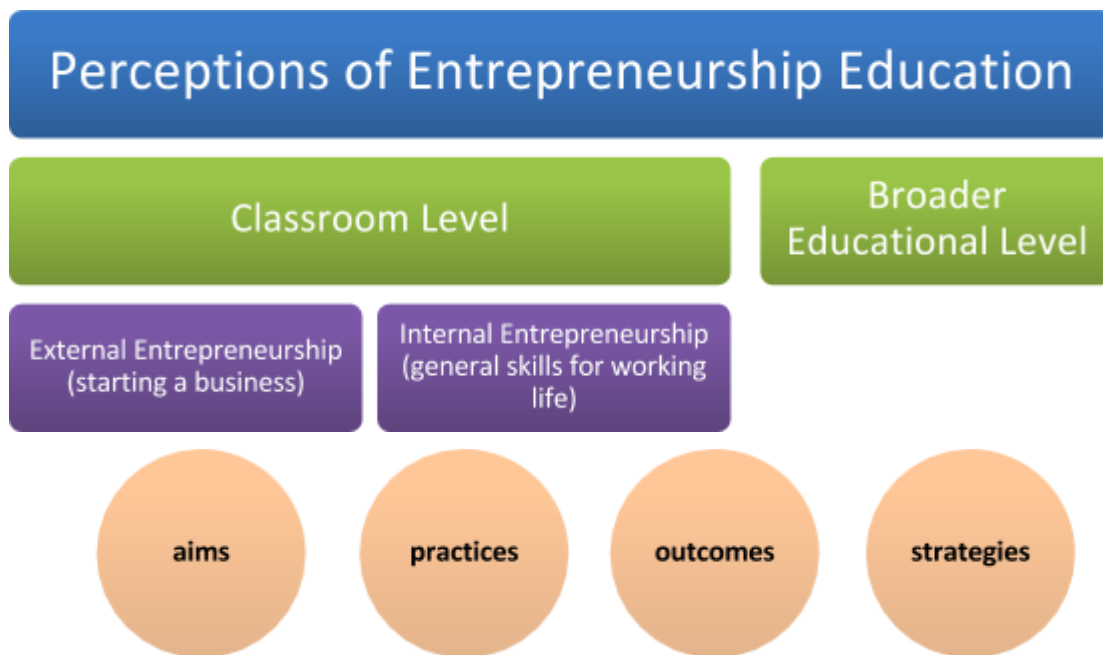 Perceptions of Entrepreneurship Education
Classroom Level
Broader
Educational Level
External Entrepreneurship
(starting a business)
Internal Entrepreneurship
(general skills for working
life)
aims
practices
outcomes
strategies